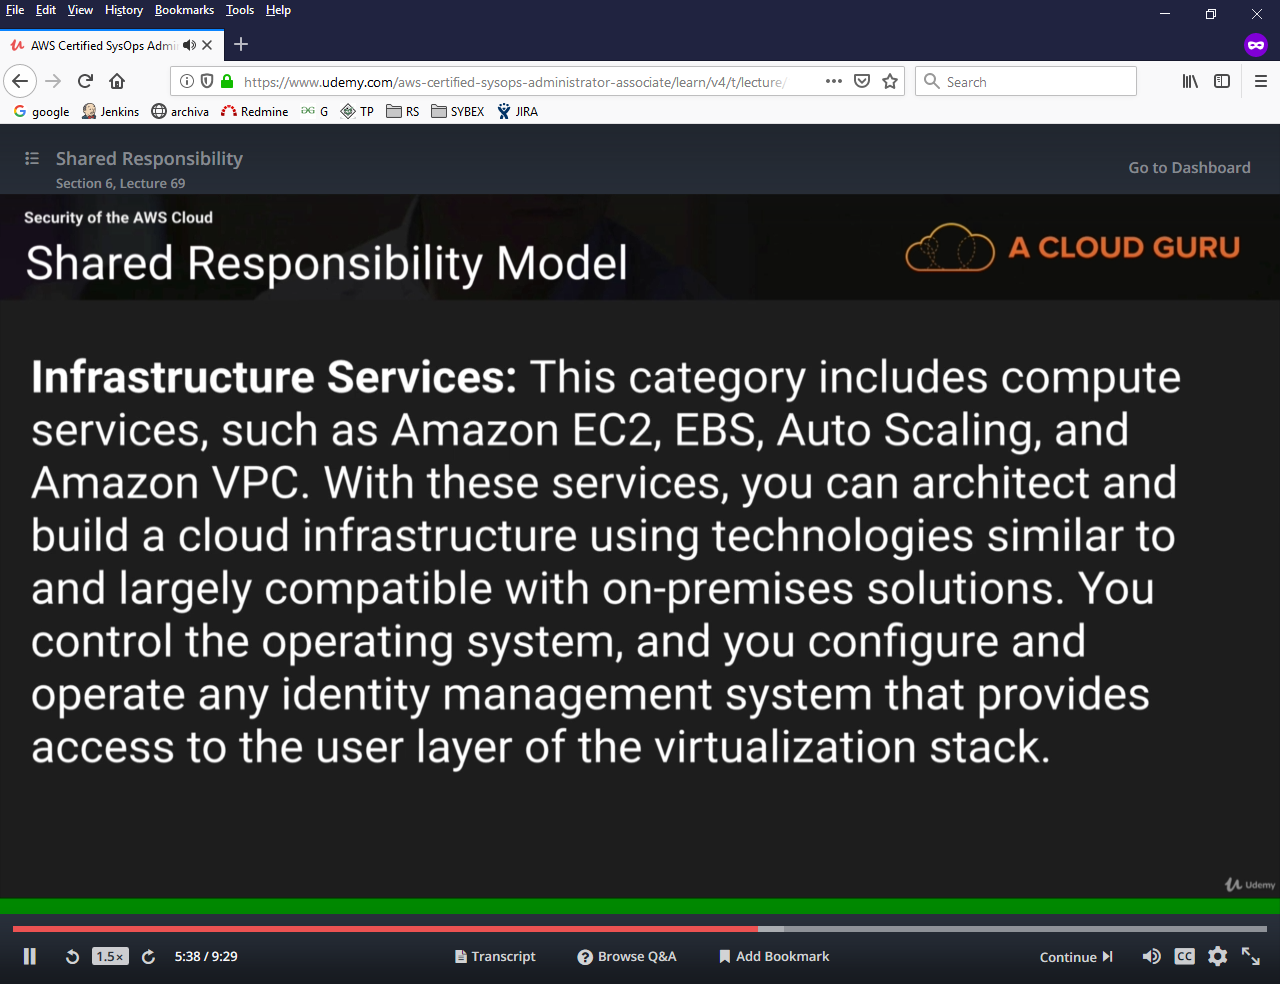 File Edit View History Bookmarks Tools Help
AWS Certified SysOps Admi
https://www.udemy.com/aws-certified-sysops-administrator-associate/learn/v4/t/lecture/
Search
google Jenkins archiva Redmine G TP RS SYBEX JIRA
Shared Responsibility
Section 6, Lecture 69
Go to Dashboard
Security of the AWS Cloud
Shared Responsibility Model
A CLOUD GURU
Infrastructure Services: This category includes compute
services, such as Amazon EC2, EBS, Auto Scaling, and
Amazon VPC. With these services, you can architect and
build a cloud infrastructure using technologies similar to
and largely compatible with on-premises solutions. You
control the operating system, and you configure and
operate any identity management system that provides
access to the user layer of the virtualization stack.
Udemy
1.5× 5:38 / 9:29 Transcript Browse Q&A Add Bookmark Continue CC